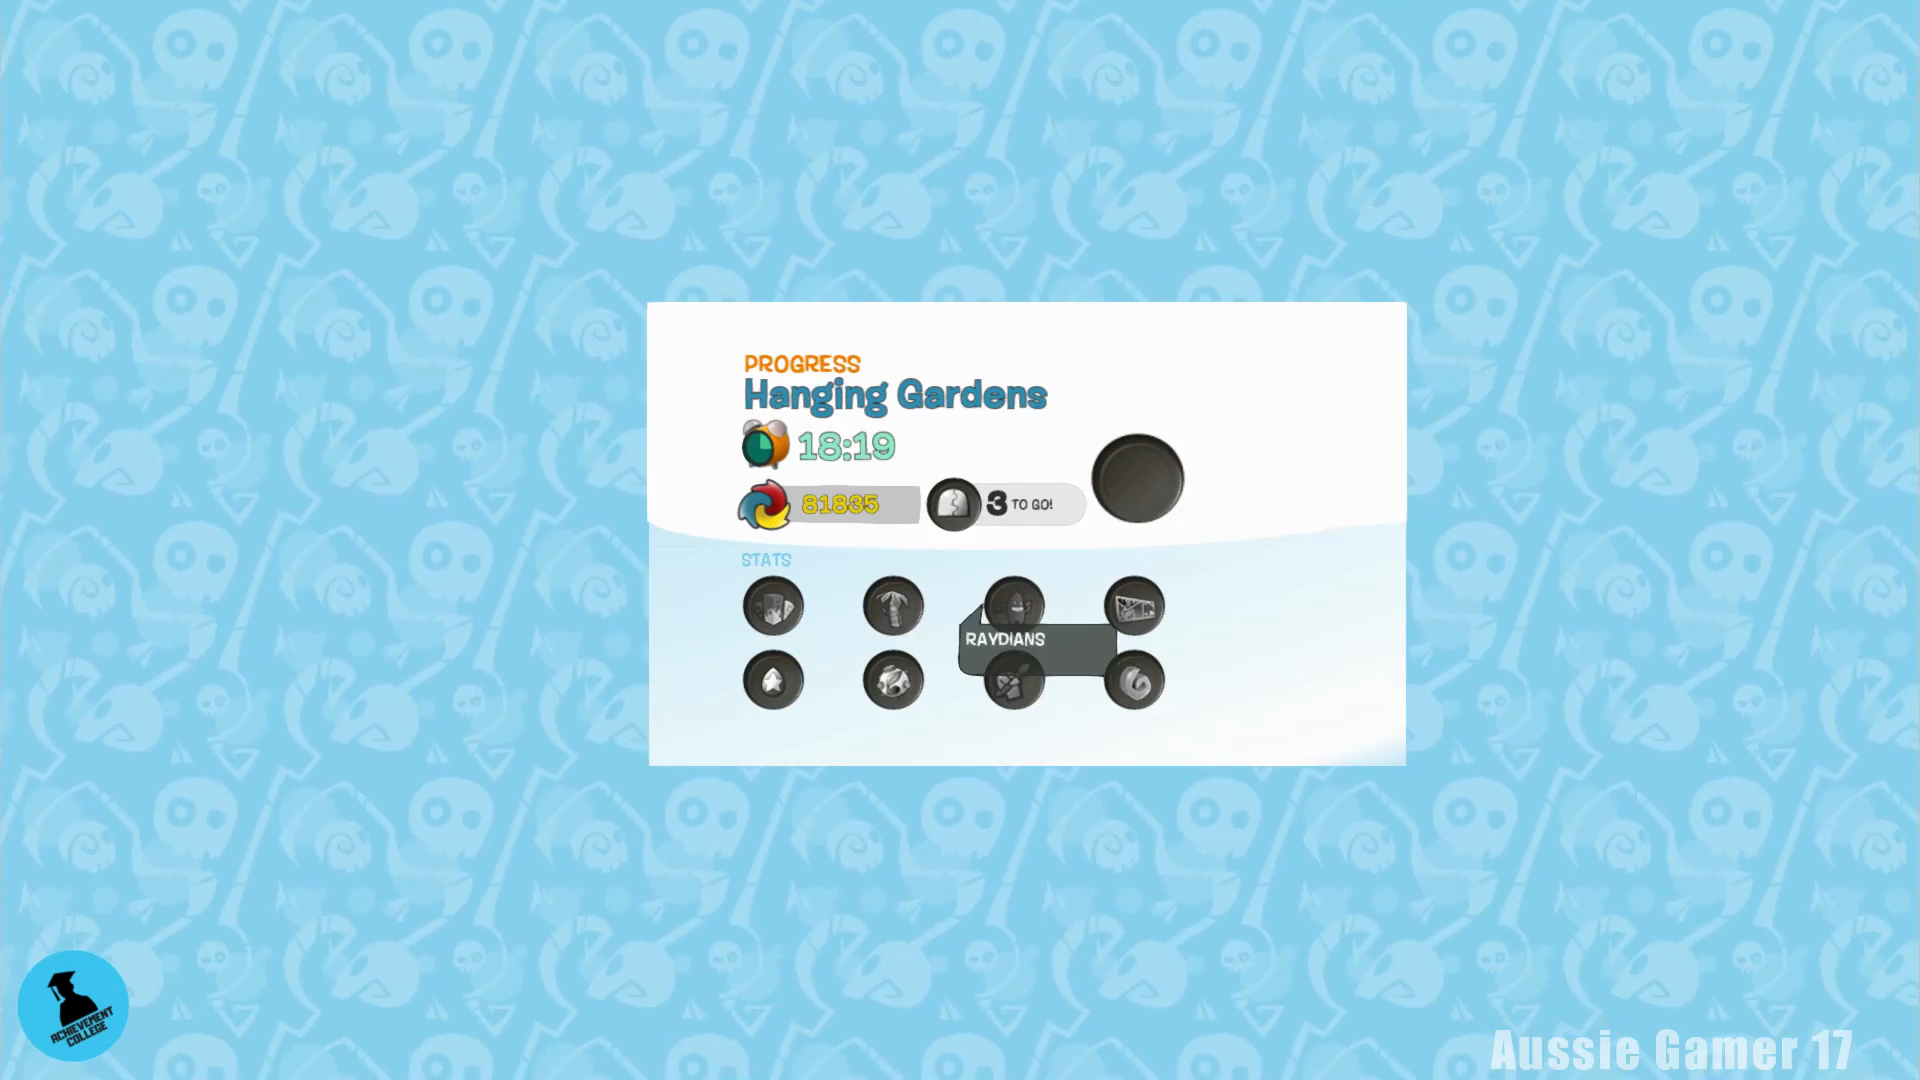 PROGRESS
Hanging Gardens
18:19
81835
3 TO GO!
STATS
RAYDIANS
ACHIEVEMENT
COLLEGE
Aussie Gamer 17